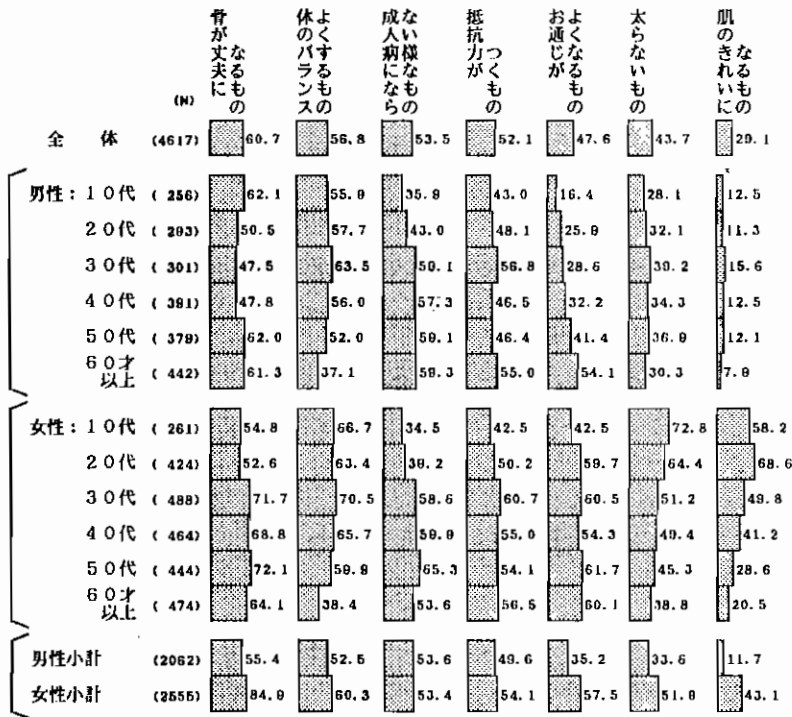 骨が丈夫になるもの
体のバランスよくするもの
成人病にならない様なもの
抵抗力がつくもの
お通じがよくなるもの
太らないもの
肌のきれいになるもの
(N)
全体 (4617) 60.7 56.8 53.5 52.1 47.6 43.7 29.1
男性:10代 (256) 62.1 55.9 35.9 43.0 16.4 28.1 12.5
20代 (293) 50.5 57.7 43.0 48.1 25.9 32.1 11.3
30代 (301) 47.5 63.5 59.1 56.8 28.6 39.2 15.6
40代 (391) 47.8 56.0 57.3 46.5 32.2 34.3 12.5
50代 (379) 62.0 52.0 59.1 46.4 41.4 36.9 12.1
60才以上 (442) 61.3 37.1 59.3 55.0 54.1 30.3 7.9
女性:10代 (261) 54.8 66.7 34.5 42.5 42.5 72.8 58.2
20代 (424) 52.6 63.4 39.2 50.2 59.7 64.4 68.6
30代 (488) 71.7 70.5 58.6 60.7 60.5 51.2 49.8
40代 (464) 68.8 65.7 59.9 55.0 54.3 49.4 41.2
50代 (444) 72.1 59.9 65.3 54.1 61.7 45.3 28.6
60才以上 (474) 64.1 38.4 53.6 56.5 60.1 38.8 20.5
男性小計 (2062) 55.4 52.5 53.6 49.6 35.2 33.6 11.7
女性小計 (2555) 64.9 60.3 53.4 54.1 57.5 51.9 43.1